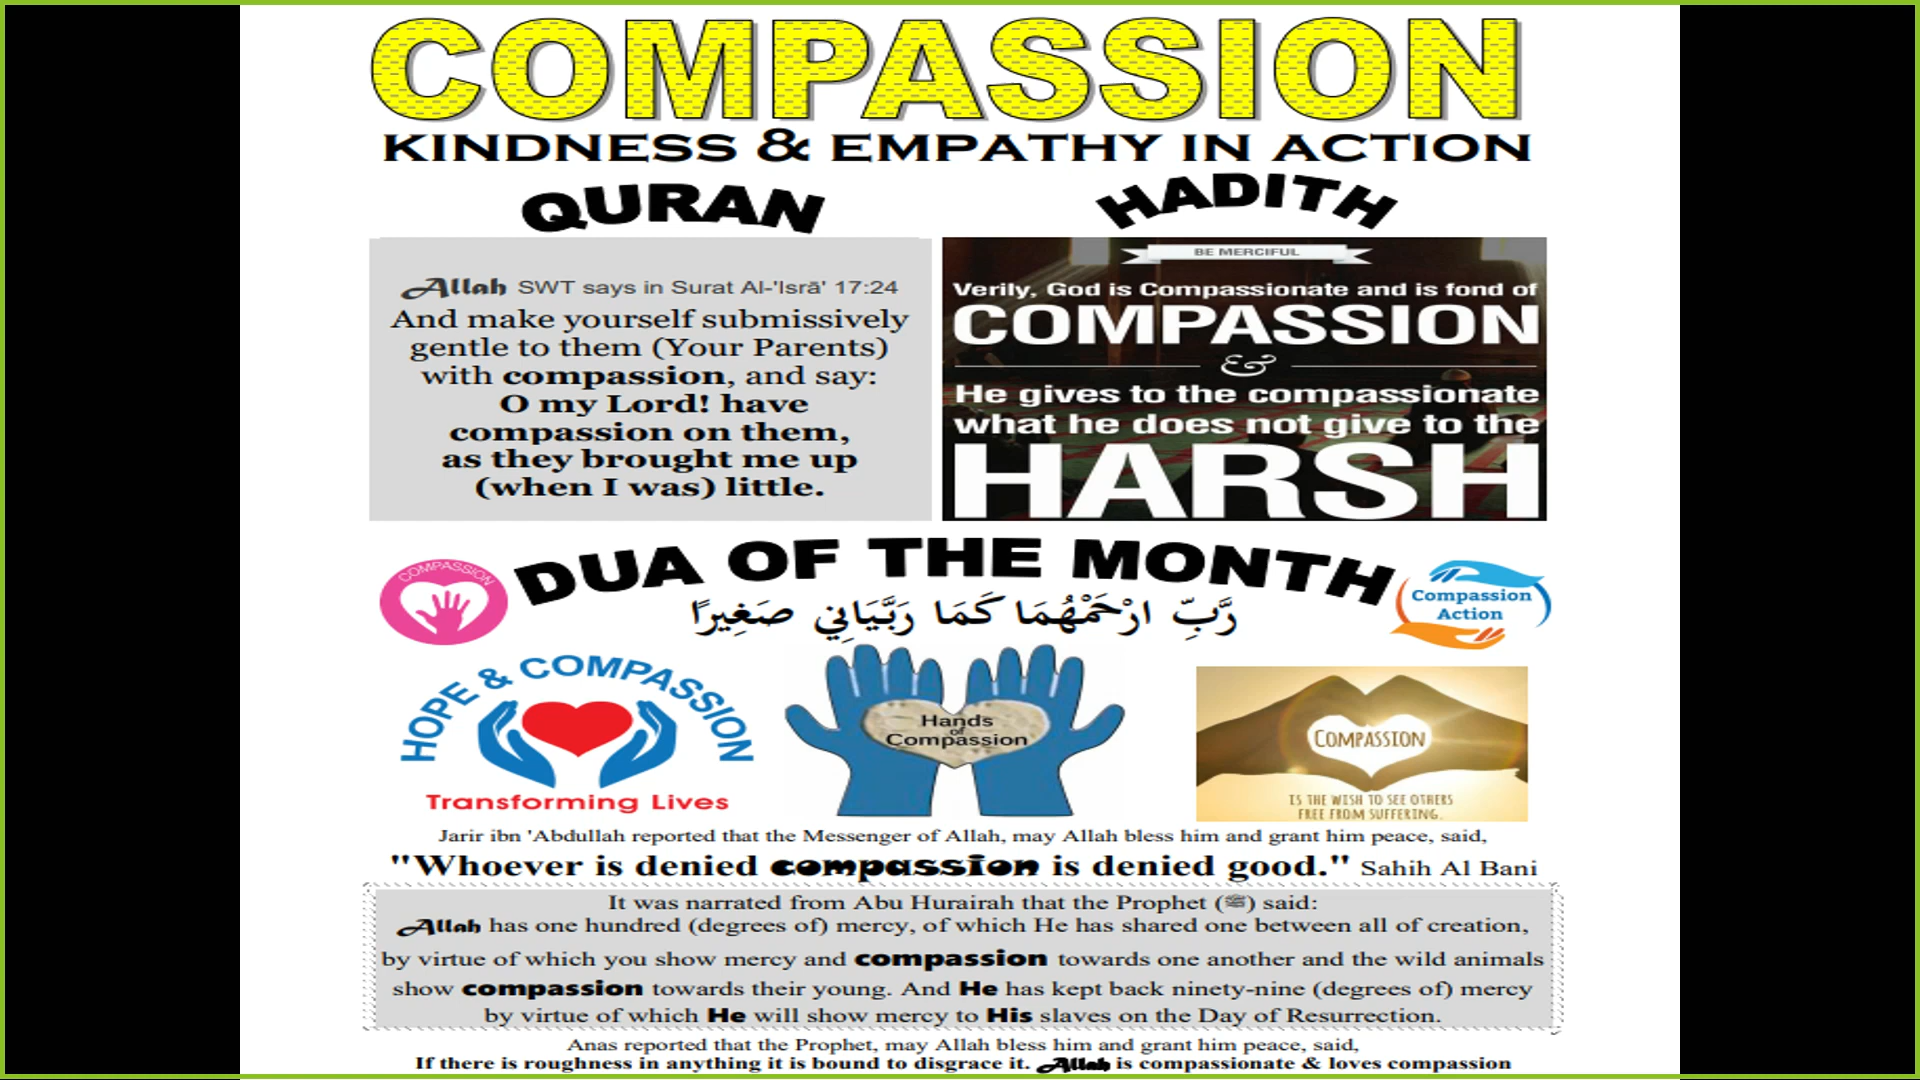 COMPASSION
KINDNESS & EMPATHY IN ACTION
QURAN
Allah SWT says in Surat Al-'Isrā' 17:24
And make yourself submissively
gentle to them (Your Parents)
with compassion, and say:
O my Lord! have
compassion on them,
as they brought me up
(when I was) little.
HADITH
BE MERCIFUL
Verily, God is Compassionate and is fond of
COMPASSION
&
He gives to the compassionate
what he does not give to the
HARSH
DUA OF THE MONTH
COMPASSION
رَّبِّ ارْحَمْهُمَا كَمَا رَبَّيَانِي صَغِيرًا
Compassion
Action
HOPE & COMPASSION
Transforming Lives
Hands
of
Compassion
COMPASSION
IS THE WISH TO SEE OTHERS
FREE FROM SUFFERING.
Jarir ibn 'Abdullah reported that the Messenger of Allah, may Allah bless him and grant him peace, said,
"Whoever is denied compassion is denied good." Sahih Al Bani
It was narrated from Abu Hurairah that the Prophet (ﷺ) said:
Allah has one hundred (degrees of) mercy, of which He has shared one between all of creation,
by virtue of which you show mercy and compassion towards one another and the wild animals
show compassion towards their young. And He has kept back ninety-nine (degrees of) mercy
by virtue of which He will show mercy to His slaves on the Day of Resurrection.
Anas reported that the Prophet, may Allah bless him and grant him peace, said,
If there is roughness in anything it is bound to disgrace it. Allah is compassionate & loves compassion